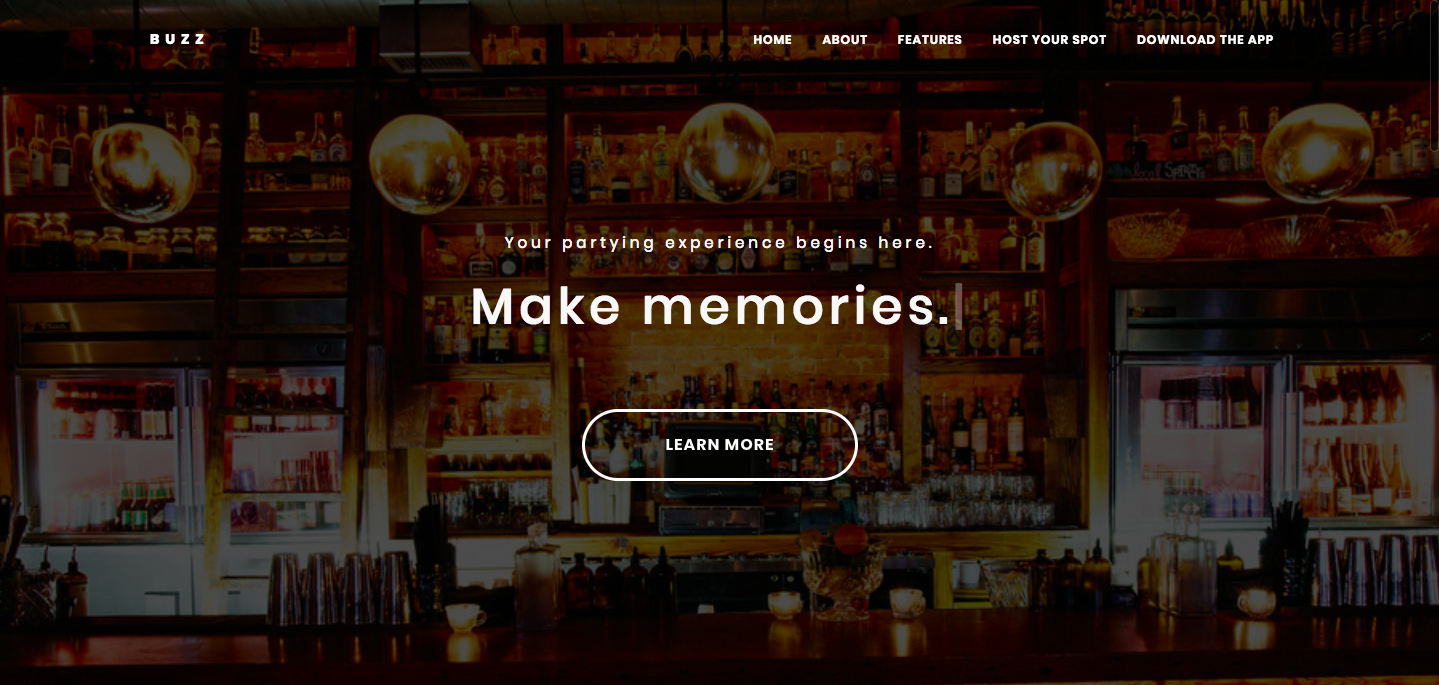 BUZZ
HOME ABOUT FEATURES HOST YOUR SPOT DOWNLOAD THE APP
Your partying experience begins here.
Make memories.
LEARN MORE